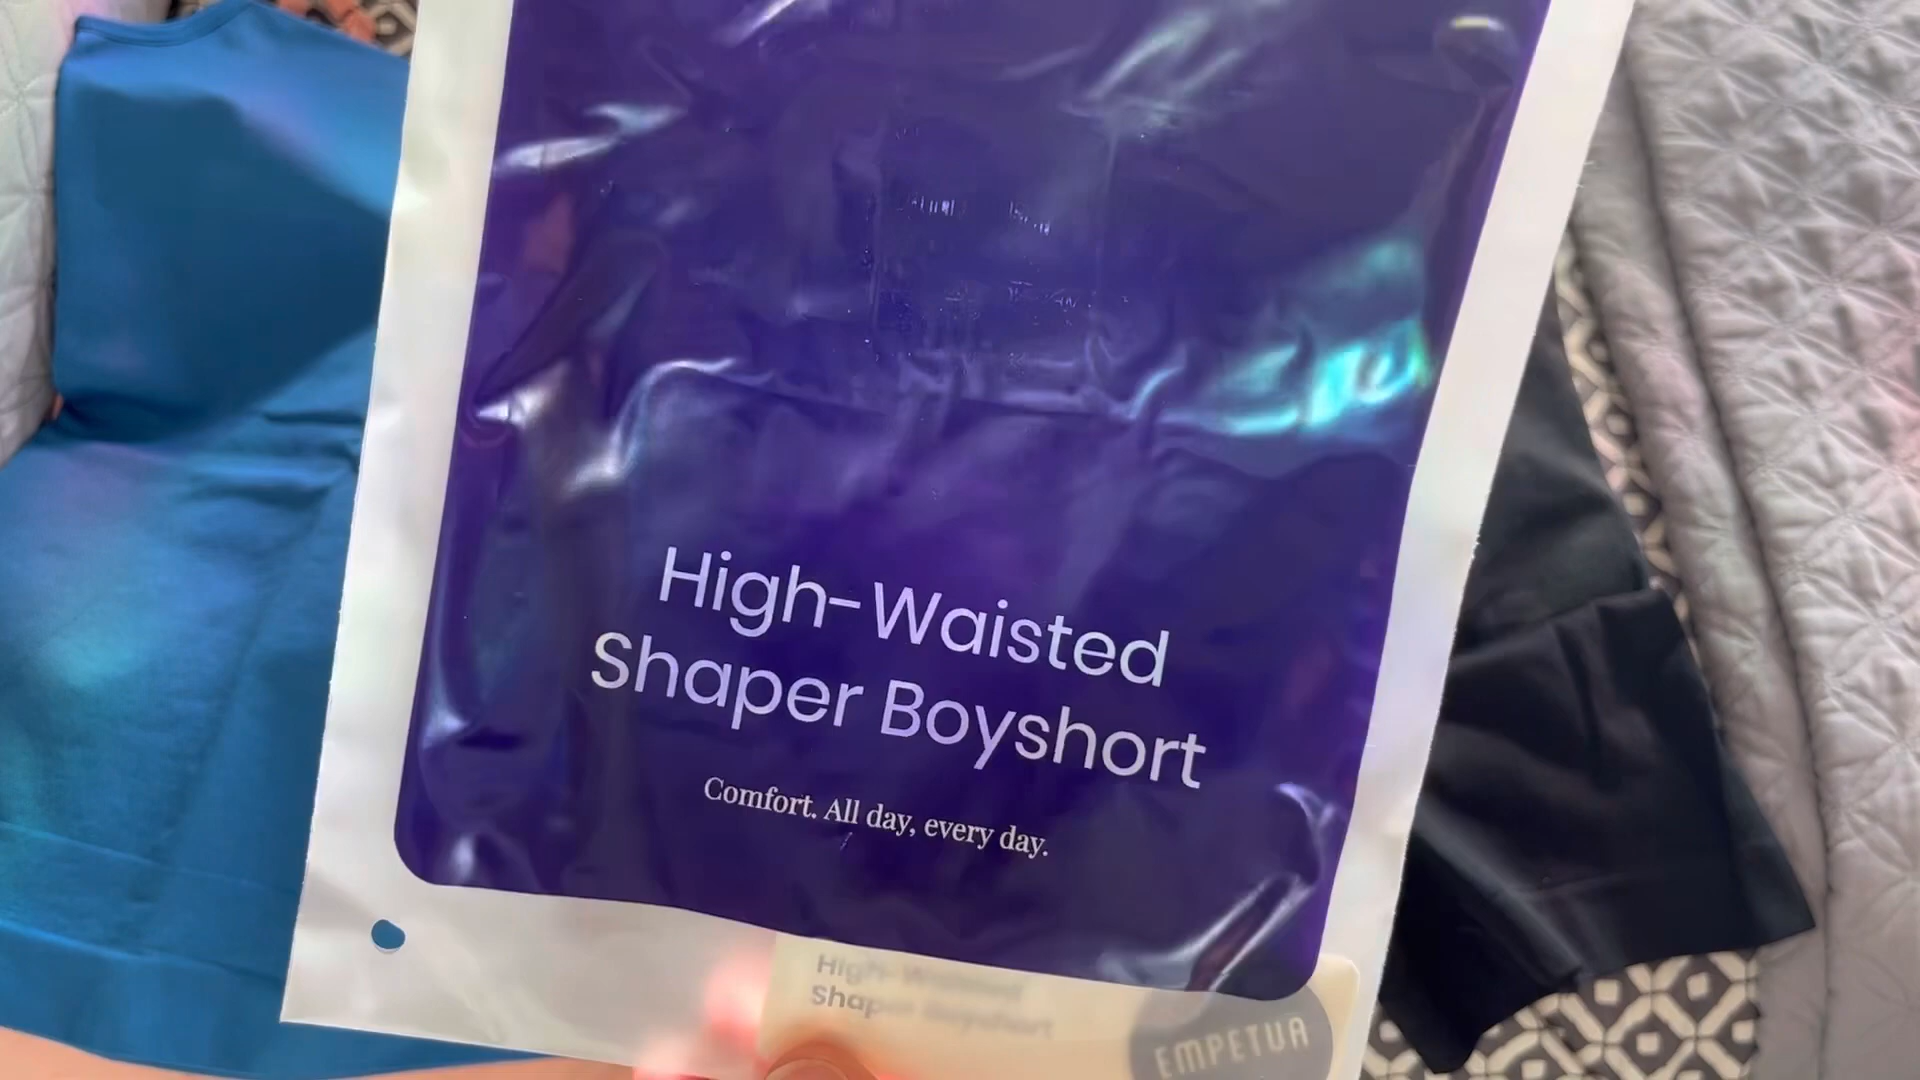 High-Waisted
Shaper Boyshort
Comfort. All day, every day.
High-Waisted
Shaper Boyshort
EMPETUA